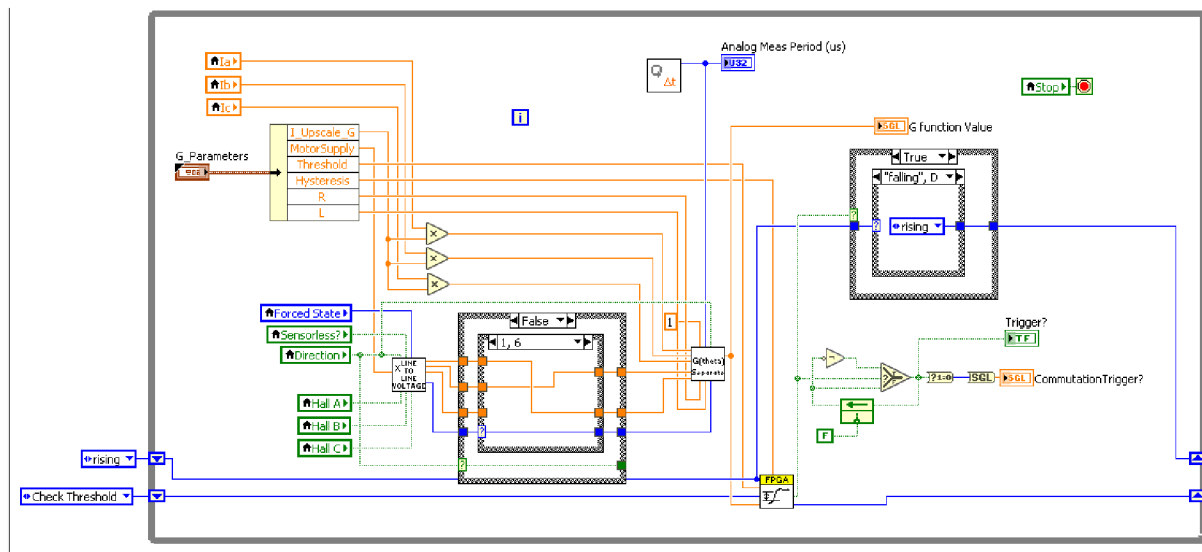 Analog Meas Period (us)
U32
Ia
Ib
Ic
Q
Δt
i
Stop
SGL
G function Value
G_Parameters
I_Upscale_G
MotorSupply
Threshold
Hysteresis
R
L
True
"falling", D
?
?
rising
×
×
×
Forced State
Sensorless?
Direction
False
1, 6
1
G(theta)
Separate
X LINE
TO
LINE
VOLTAGE
Hall A
Hall B
Hall C
?
?
Trigger?
TF
?
?1:0
SGL
SGL
CommutationTrigger?
F
rising
Check Threshold
FPGA